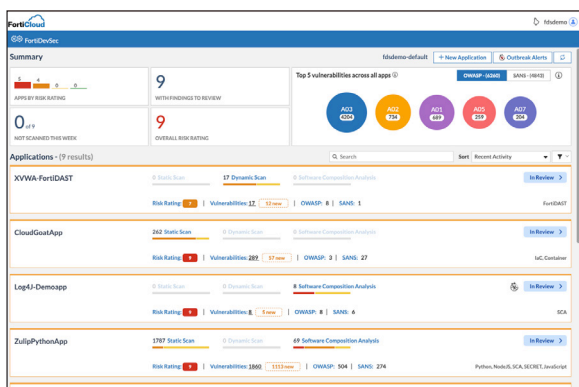 FortiCloud
fdsdemo
FortiDevSec
Summary
fdsdemo-default + New Application Outbreak Alerts
5 4 0 0
APPS BY RISK RATING
9
WITH FINDINGS TO REVIEW
0 of 9
NOT SCANNED THIS WEEK
9
OVERALL RISK RATING
Top 5 vulnerabilities across all apps
OWASP - (6260) SANS - (4843)
A03 4204
A02 734
A01 689
A05 259
A07 204
Applications - (9 results)
Search
Sort Recent Activity
XVWA-FortiDAST
0 Static Scan 17 Dynamic Scan 0 Software Composition Analysis
In Review >
Risk Rating: 9 | Vulnerabilities: 17 12 new | OWASP: 8 | SANS: 1
FortiDAST
CloudGoatApp
262 Static Scan 0 Dynamic Scan 0 Software Composition Analysis
In Review >
Risk Rating: 9 | Vulnerabilities: 289 57 new | OWASP: 3 | SANS: 27
IaC, Container
Log4J-Demoapp
0 Static Scan 0 Dynamic Scan 8 Software Composition Analysis
In Review >
Risk Rating: 9 | Vulnerabilities: 8 5 new | OWASP: 8 | SANS: 6
SCA
ZulipPythonApp
1787 Static Scan 0 Dynamic Scan 69 Software Composition Analysis
In Review >
Risk Rating: 9 | Vulnerabilities: 1860 1113 new | OWASP: 504 | SANS: 274
Python, NodeJS, SCA, SECRET, JavaScript